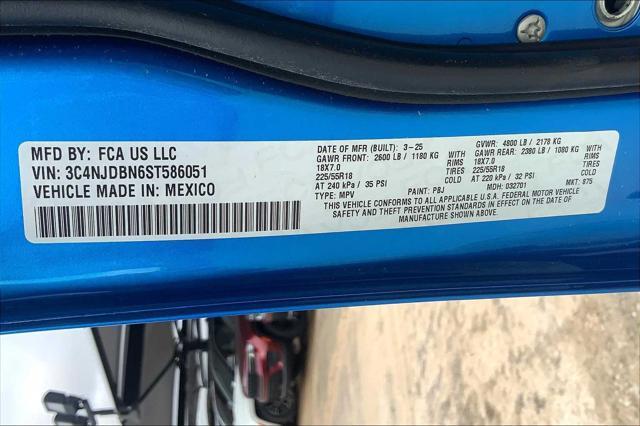 MFD BY: FCA US LLC
VIN: 3C4NJDBN6ST586051
VEHICLE MADE IN: MEXICO
DATE OF MFR (BUILT): 3-25
GAWR FRONT: 2600 LB / 1180 KG WITH
18X7.0 RIMS
225/55R18 TIRES
AT 240 kPa / 35 PSI COLD
TYPE: MPV PAINT: PBJ
GVWR: 4800 LB / 2178 KG
GAWR REAR: 2380 LB / 1080 KG WITH
18X7.0 RIMS
225/55R18 TIRES
AT 220 kPa / 32 PSI COLD
MDH: 032701 MKT: 875
THIS VEHICLE CONFORMS TO ALL APPLICABLE U.S.A. FEDERAL MOTOR VEHICLE
SAFETY AND THEFT PREVENTION STANDARDS IN EFFECT ON THE DATE OF
MANUFACTURE SHOWN ABOVE.